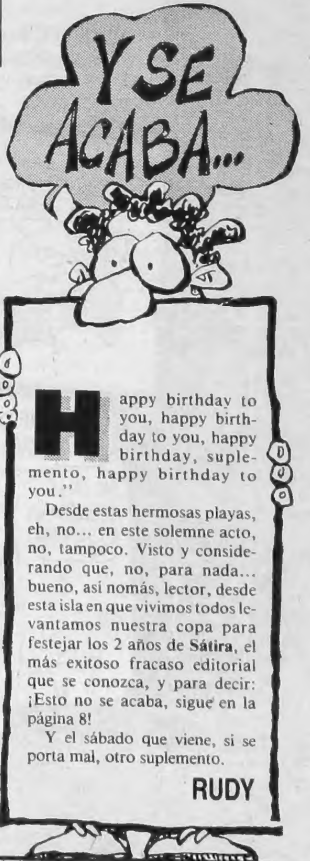 Y SE
ACABA...
Happy birthday to
you, happy birth-
day to you, happy
birthday, suple-
mento, happy birthday to
you."
Desde estas hermosas playas,
eh, no... en este solemne acto,
no, tampoco. Visto y conside-
rando que, no, para nada...
bueno, así nomás, lector, desde
esta isla en que vivimos todos le-
vantamos nuestra copa para
festejar los 2 años de Sátira, el
más exitoso fracaso editorial
que se conozca, y para decir:
¡Esto no se acaba, sigue en la
página 8!
Y el sábado que viene, si se
porta mal, otro suplemento.
RUDY